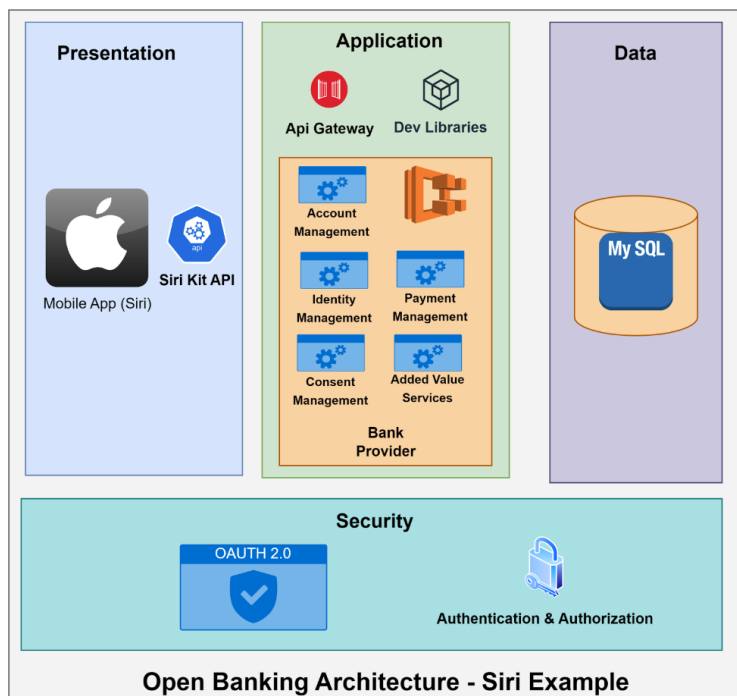 Presentation
Application
Data
Api Gateway
Dev Libraries
Account
Management
api
Siri Kit API
Mobile App (Siri)
My SQL
Identity
Management
Payment
Management
Consent
Management
Added Value
Services
Bank
Provider
Security
OAUTH 2.0
Authentication & Authorization
Open Banking Architecture - Siri Example